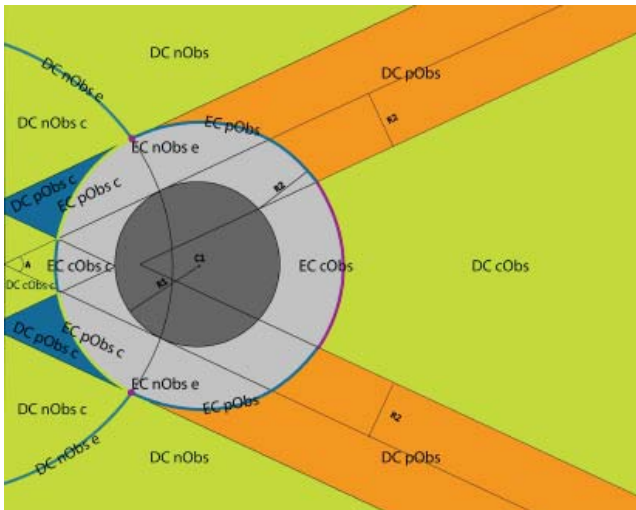 DC nObs
DC nObs e
DC pObs
DC nObs c
EC pObs
R2
EC nObs e
DC pObs c
EC pObs c
R2
A
EC cObs c
C1
EC cObs
DC cObs
DC cObs c
R1
DC pObs c
EC pObs c
EC nObs e
DC nObs c
EC pObs
R2
DC nObs e
DC nObs
DC pObs